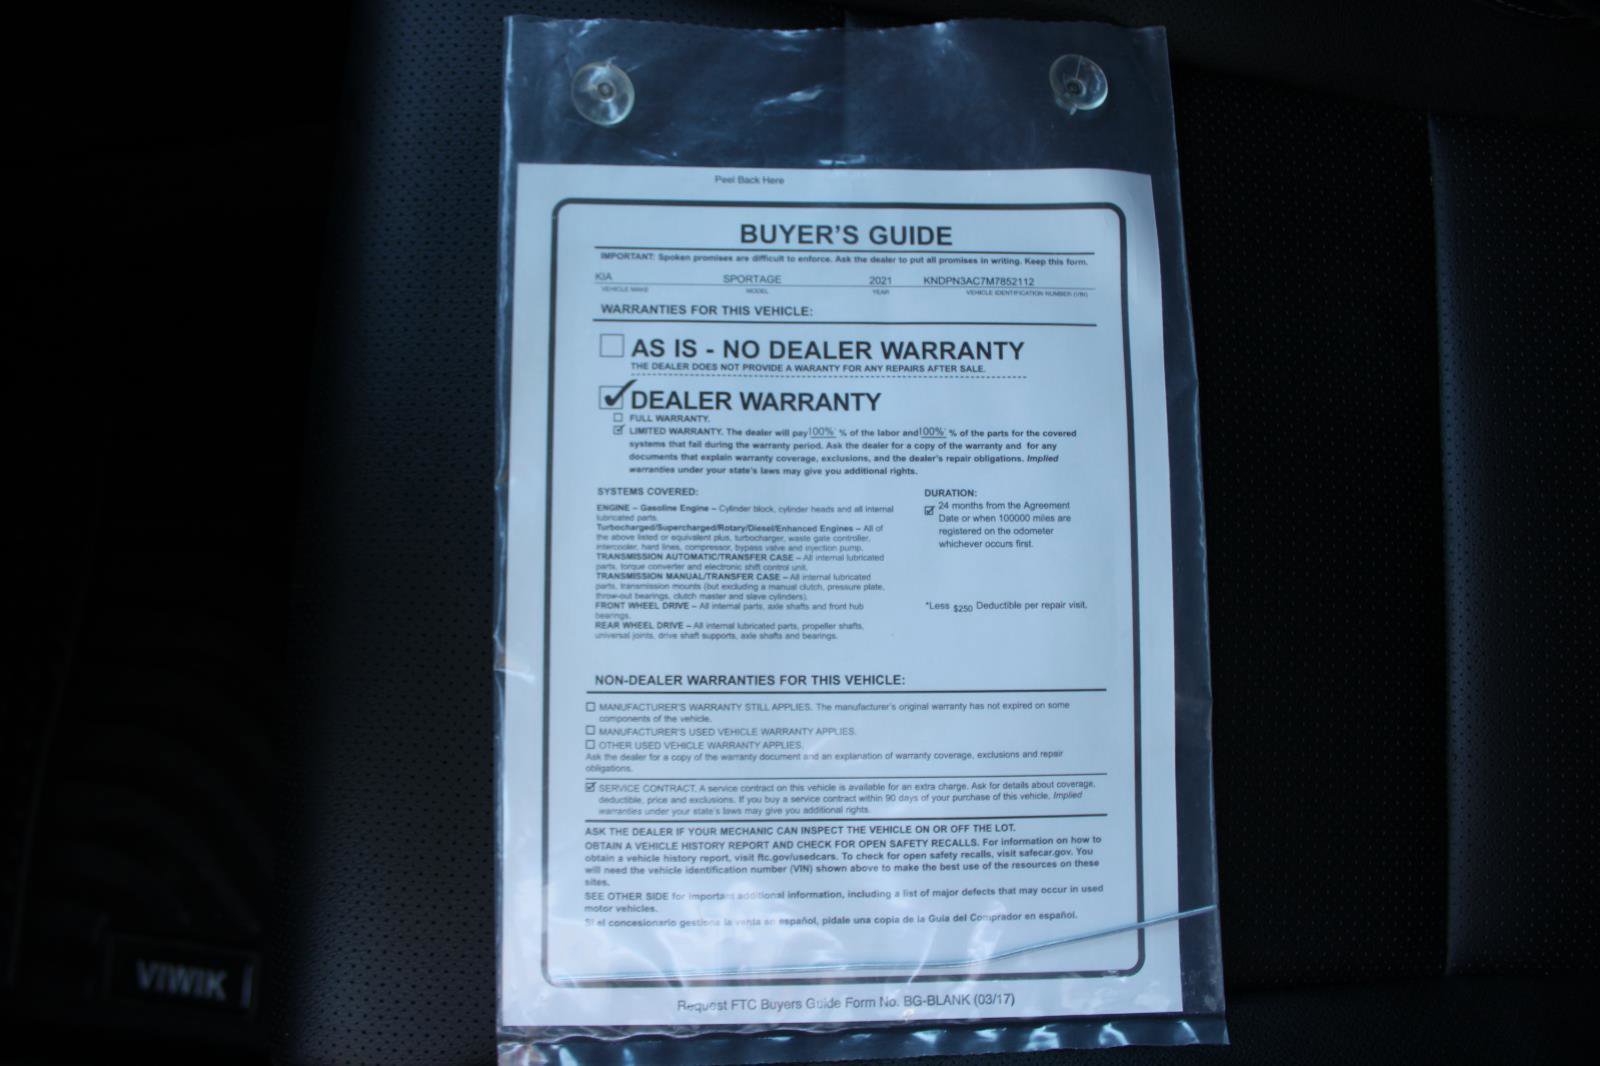 Peel Back Here
BUYER'S GUIDE
IMPORTANT: Spoken promises are difficult to enforce. Ask the dealer to put all promises in writing. Keep this form.
KIA SPORTAGE 2021 KNDPN3AC7M7852112
VEHICLE MAKE MODEL YEAR VEHICLE IDENTIFICATION NUMBER (VIN)
WARRANTIES FOR THIS VEHICLE:
AS IS - NO DEALER WARRANTY
THE DEALER DOES NOT PROVIDE A WARANTY FOR ANY REPAIRS AFTER SALE.
DEALER WARRANTY
FULL WARRANTY.
LIMITED WARRANTY. The dealer will pay 100% % of the labor and 100% % of the parts for the covered
systems that fail during the warranty period. Ask the dealer for a copy of the warranty and for any
documents that explain warranty coverage, exclusions, and the dealer's repair obligations. Implied
warranties under your state's laws may give you additional rights.
SYSTEMS COVERED:
ENGINE – Gasoline Engine – Cylinder block, cylinder heads and all internal
lubricated parts.
Turbocharged/Supercharged/Rotary/Diesel/Enhanced Engines – All of
the above listed or equivalent plus, turbocharger, waste gate controller,
intercooler, hard lines, compressor, bypass valve and injection pump.
TRANSMISSION AUTOMATIC/TRANSFER CASE – All internal lubricated
parts, torque converter and electronic shift control unit.
TRANSMISSION MANUAL/TRANSFER CASE – All internal lubricated
parts, transmission mounts (but excluding a manual clutch, pressure plate,
throw-out bearings, clutch master and slave cylinders).
FRONT WHEEL DRIVE – All internal parts, axle shafts and front hub
bearings.
REAR WHEEL DRIVE – All internal lubricated parts, propeller shafts,
universal joints, drive shaft supports, axle shafts and bearings.
DURATION:
24 months from the Agreement
Date or when 100000 miles are
registered on the odometer
whichever occurs first.
*Less $250 Deductible per repair visit.
NON-DEALER WARRANTIES FOR THIS VEHICLE:
MANUFACTURER'S WARRANTY STILL APPLIES. The manufacturer's original warranty has not expired on some
components of the vehicle.
MANUFACTURER'S USED VEHICLE WARRANTY APPLIES.
OTHER USED VEHICLE WARRANTY APPLIES.
Ask the dealer for a copy of the warranty document and an explanation of warranty coverage, exclusions and repair
obligations.
SERVICE CONTRACT. A service contract on this vehicle is available for an extra charge. Ask for details about coverage,
deductible, price and exclusions. If you buy a service contract within 90 days of your purchase of this vehicle, Implied
warranties under your state's laws may give you additional rights.
ASK THE DEALER IF YOUR MECHANIC CAN INSPECT THE VEHICLE ON OR OFF THE LOT.
OBTAIN A VEHICLE HISTORY REPORT AND CHECK FOR OPEN SAFETY RECALLS. For information on how to
obtain a vehicle history report, visit ftc.gov/usedcars. To check for open safety recalls, visit safecar.gov. You
will need the vehicle identification number (VIN) shown above to make the best use of the resources on these
sites.
SEE OTHER SIDE for important additional information, including a list of major defects that may occur in used
motor vehicles.
Si el concesionario gestiona la venta en español, pidale una copia de la Guia del Comprador en español.
Request FTC Buyers Guide Form No. BG-BLANK (03/17)
VIWIK